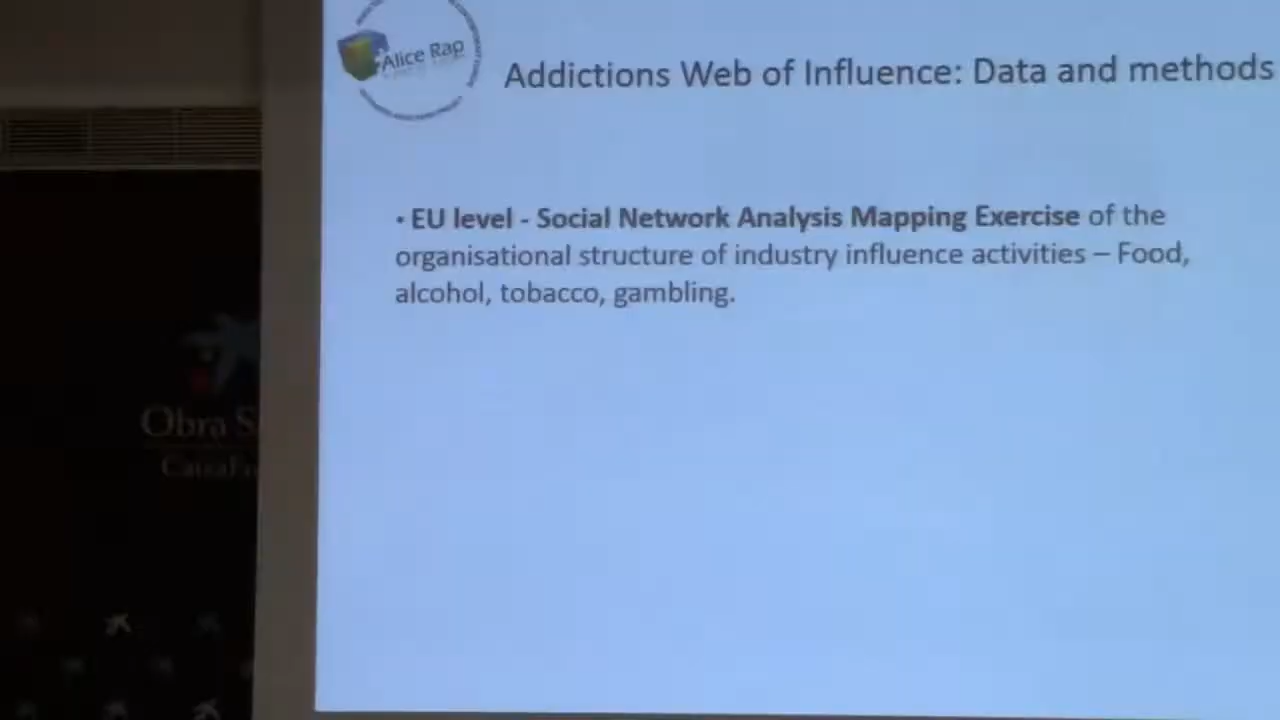 Alice Rap
Addictions Web of Influence: Data and methods
• EU level - Social Network Analysis Mapping Exercise of the
organisational structure of industry influence activities – Food,
alcohol, tobacco, gambling.
Obra S